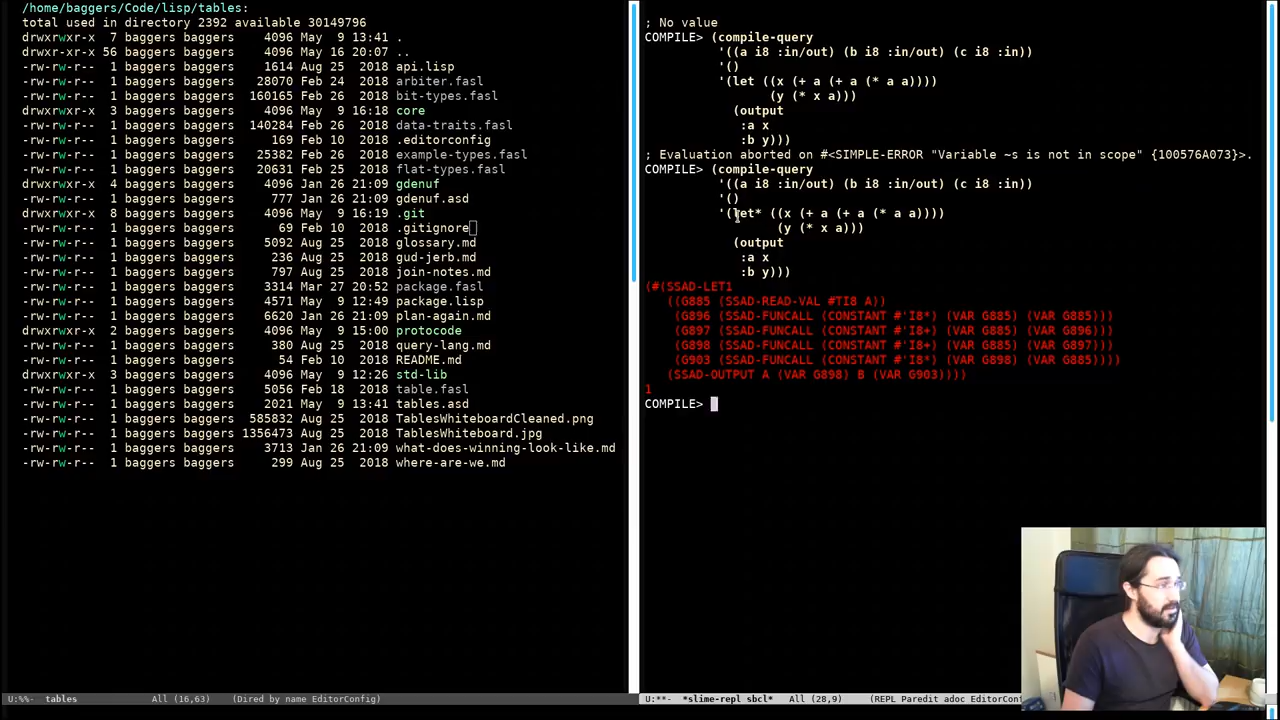 /home/baggers/Code/lisp/tables:
total used in directory 2392 available 30149796
drwxrwxr-x  7 baggers baggers    4096 May  9 13:41 .
drwxr-xr-x 56 baggers baggers    4096 May 16 20:07 ..
-rw-rw-r--  1 baggers baggers    1614 Aug 25  2018 api.lisp
-rw-rw-r--  1 baggers baggers   28070 Feb 24  2018 arbiter.fasl
-rw-rw-r--  1 baggers baggers  160165 Feb 26  2018 bit-types.fasl
drwxrwxr-x  3 baggers baggers    4096 May  9 16:18 core
-rw-rw-r--  1 baggers baggers  140284 Feb 26  2018 data-traits.fasl
-rw-rw-r--  1 baggers baggers     169 Feb 10  2018 .editorconfig
-rw-rw-r--  1 baggers baggers   25382 Feb 26  2018 example-types.fasl
-rw-rw-r--  1 baggers baggers   20631 Feb 25  2018 flat-types.fasl
drwxrwxr-x  4 baggers baggers    4096 Jan 26 21:09 gdenuf
-rw-rw-r--  1 baggers baggers     777 Jan 26 21:09 gdenuf.asd
drwxrwxr-x  8 baggers baggers    4096 May  9 16:19 .git
-rw-rw-r--  1 baggers baggers      69 Feb 10  2018 .gitignore
-rw-rw-r--  1 baggers baggers    5092 Aug 25  2018 glossary.md
-rw-rw-r--  1 baggers baggers     236 Aug 25  2018 gud-jerb.md
-rw-rw-r--  1 baggers baggers     797 Aug 25  2018 join-notes.md
-rw-rw-r--  1 baggers baggers    3314 Mar 27 20:52 package.fasl
-rw-rw-r--  1 baggers baggers    4571 May  9 12:49 package.lisp
-rw-rw-r--  1 baggers baggers    6620 Jan 26 21:09 plan-again.md
drwxrwxr-x  2 baggers baggers    4096 May  9 15:00 protocode
-rw-rw-r--  1 baggers baggers     380 Aug 25  2018 query-lang.md
-rw-rw-r--  1 baggers baggers      54 Feb 10  2018 README.md
drwxrwxr-x  3 baggers baggers    4096 May  9 12:26 std-lib
-rw-rw-r--  1 baggers baggers    5056 Feb 18  2018 table.fasl
-rw-rw-r--  1 baggers baggers    2021 May  9 13:41 tables.asd
-rw-rw-r--  1 baggers baggers  585832 Aug 25  2018 TablesWhiteboardCleaned.png
-rw-rw-r--  1 baggers baggers 1356473 Aug 25  2018 TablesWhiteboard.jpg
-rw-rw-r--  1 baggers baggers    3713 Jan 26 21:09 what-does-winning-look-like.md
-rw-rw-r--  1 baggers baggers     299 Aug 25  2018 where-are-we.md
U:%%-  tables          All (16,63)    (Dired by name EditorConfig)
; No value
COMPILE> (compile-query
'((a i8 :in/out) (b i8 :in/out) (c i8 :in))
'()
'(let ((x (+ a (+ a (* a a))))
(y (* x a)))
(output
:a x
:b y)))
; Evaluation aborted on #<SIMPLE-ERROR "Variable ~s is not in scope" {100576A073}>.
COMPILE> (compile-query
'((a i8 :in/out) (b i8 :in/out) (c i8 :in))
'()
'(let* ((x (+ a (+ a (* a a))))
(y (* x a)))
(output
:a x
:b y)))
(#(SSAD-LET1
((G885 (SSAD-READ-VAL #TI8 A))
(G896 (SSAD-FUNCALL (CONSTANT #'I8*) (VAR G885) (VAR G885)))
(G897 (SSAD-FUNCALL (CONSTANT #'I8+) (VAR G885) (VAR G896)))
(G898 (SSAD-FUNCALL (CONSTANT #'I8+) (VAR G885) (VAR G897)))
(G903 (SSAD-FUNCALL (CONSTANT #'I8*) (VAR G898) (VAR G885))))
(SSAD-OUTPUT A (VAR G898) B (VAR G903))))
1
COMPILE>
U:**-  *slime-repl sbcl*   All (28,9)     (REPL Paredit adoc EditorConf